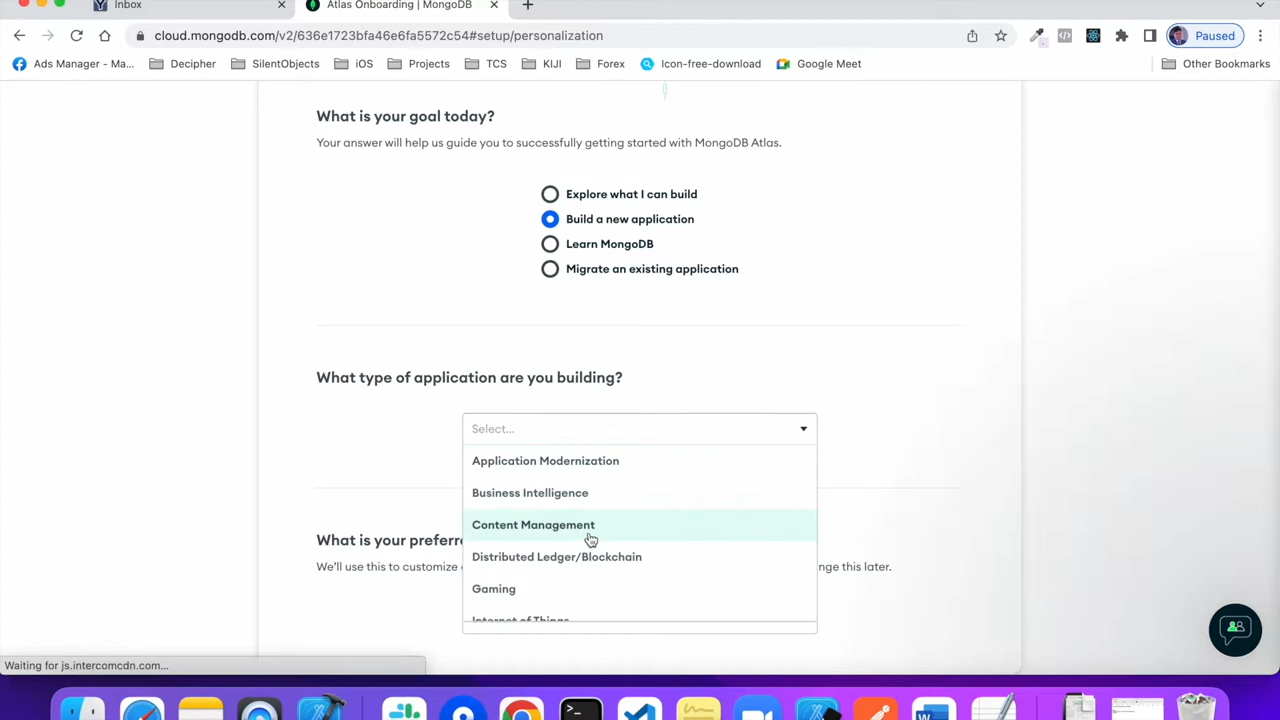 Inbox
Atlas Onboarding | MongoDB
cloud.mongodb.com/v2/636e1723bfa46e6fa5572c54#setup/personalization
Paused
Ads Manager - Ma...
Decipher
SilentObjects
iOS
Projects
TCS
KIJI
Forex
Icon-free-download
Google Meet
Other Bookmarks
What is your goal today?
Your answer will help us guide you to successfully getting started with MongoDB Atlas.
Explore what I can build
Build a new application
Learn MongoDB
Migrate an existing application
What type of application are you building?
Select...
Application Modernization
Business Intelligence
Content Management
Distributed Ledger/Blockchain
Gaming
Internet of Things
What is your prefer
We'll use this to customize
nge this later.
Waiting for js.intercomcdn.com...